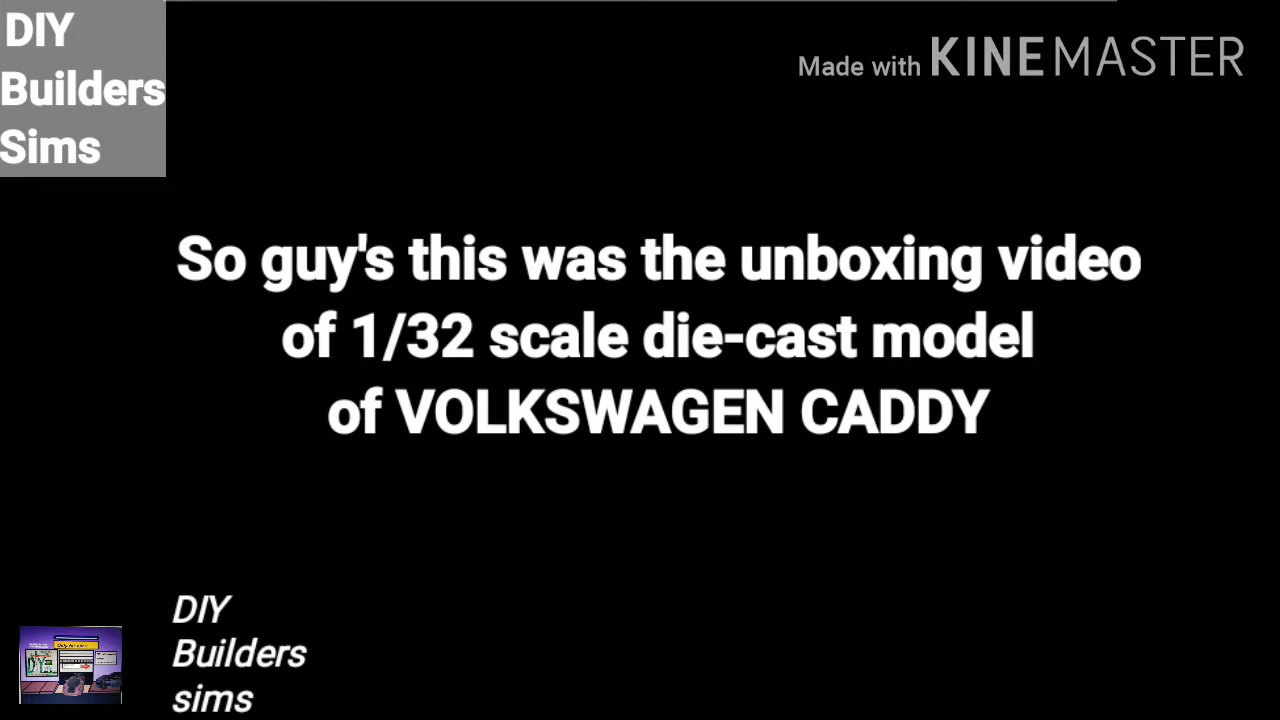 DIY
Builders
Sims
Made with KINEMASTER
So guy's this was the unboxing video
of 1/32 scale die-cast model
of VOLKSWAGEN CADDY
DIY
Builders
sims